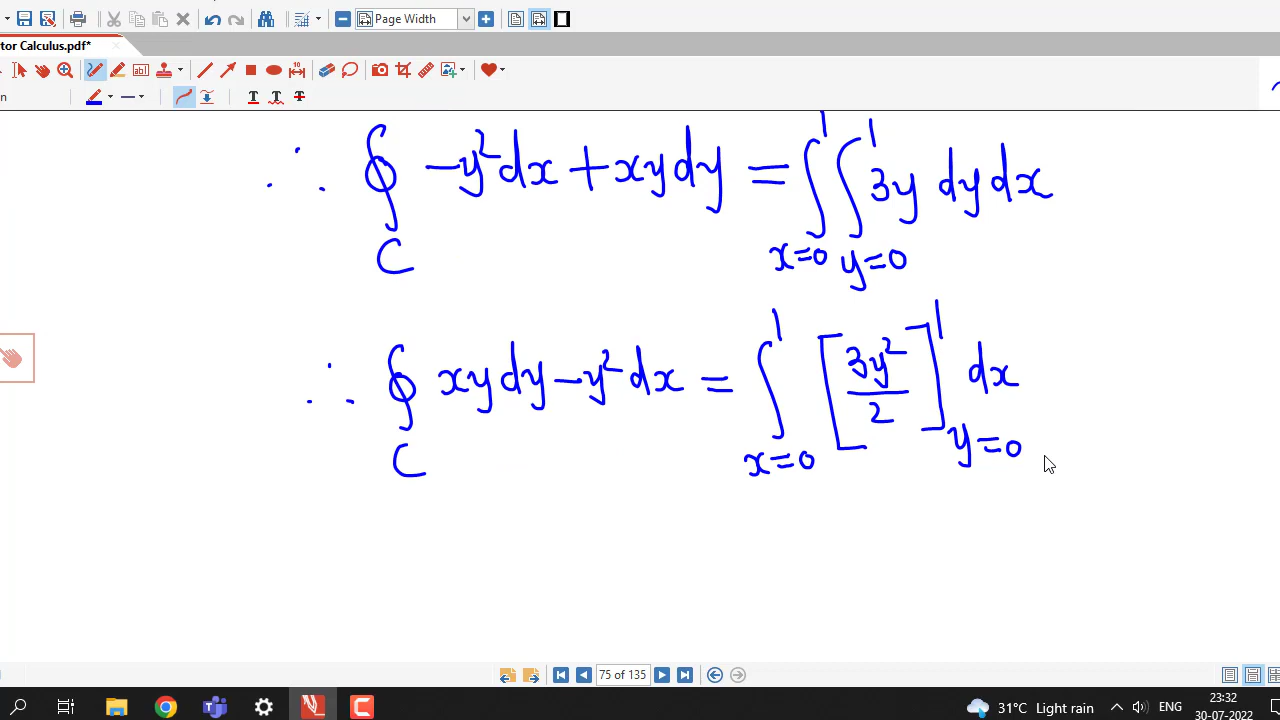 Page Width
tor Calculus.pdf*
n
∴ ∮_C −y²dx + xydy = ∫_{x=0}^{1} ∫_{y=0}^{1} 3y dydx
∴ ∮_C xydy − y²dx = ∫_{x=0}^{1} [3y²/2]_{y=0}^{1} dx
75 of 135
31°C Light rain ENG 23:32
30-07-2022